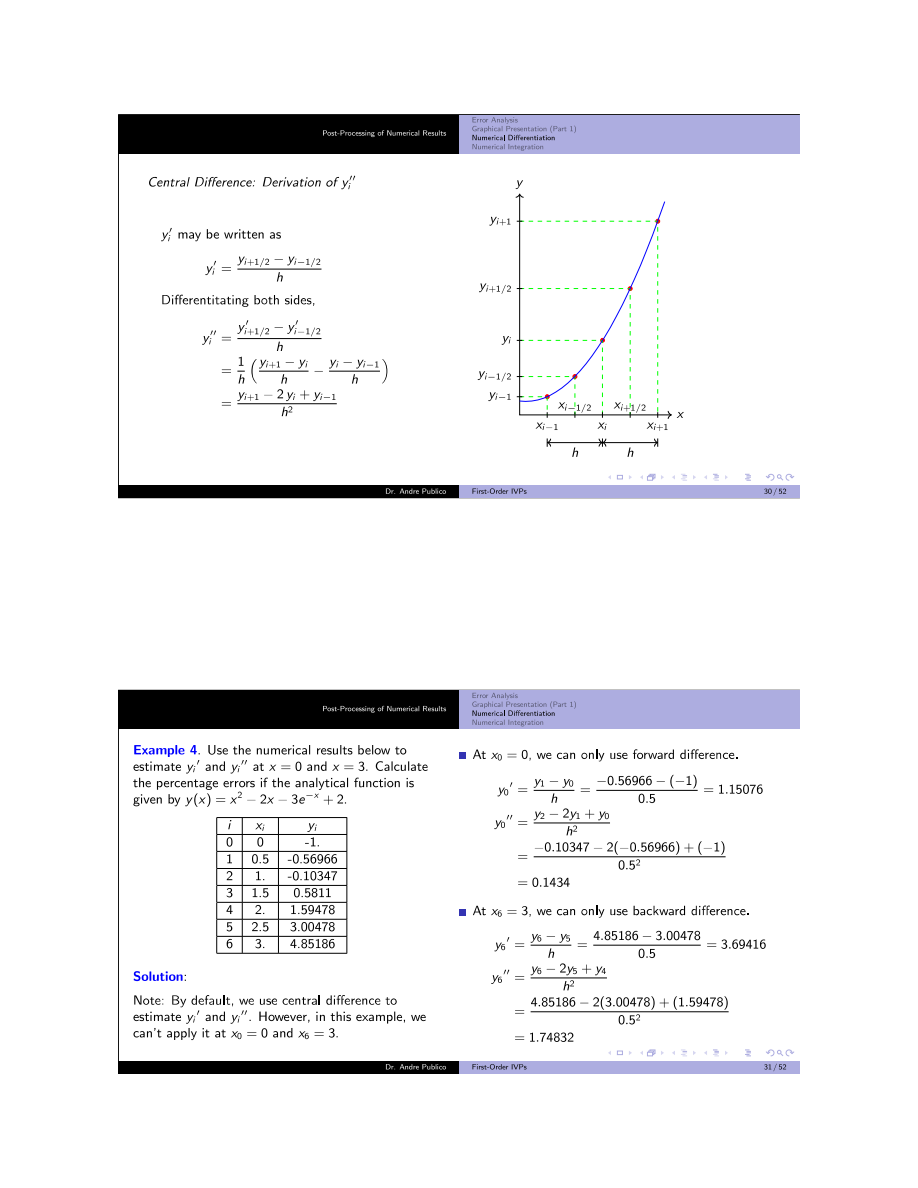 Post-Processing of Numerical Results
Error Analysis
Graphical Presentation (Part 1)
Numerical Differentiation
Numerical Integration
Central Difference: Derivation of y_i′′
y_i′ may be written as
y_i′ = (y_{i+1/2} − y_{i−1/2}) / h
Differentitating both sides,
y_i′′ = (y′_{i+1/2} − y′_{i−1/2}) / h
= 1/h ((y_{i+1} − y_i)/h − (y_i − y_{i−1})/h)
= (y_{i+1} − 2 y_i + y_{i−1}) / h²
y
y_{i+1}
y_{i+1/2}
y_i
y_{i−1/2}
y_{i−1}
x_{i−1/2} x_{i+1/2} x
x_{i−1} x_i x_{i+1}
h h
Dr. Andre Publico
First-Order IVPs
30 / 52
Post-Processing of Numerical Results
Error Analysis
Graphical Presentation (Part 1)
Numerical Differentiation
Numerical Integration
Example 4. Use the numerical results below to
estimate y_i′ and y_i′′ at x = 0 and x = 3. Calculate
the percentage errors if the analytical function is
given by y(x) = x² − 2x − 3e^{−x} + 2.
i x_i y_i
0 0 -1.
1 0.5 -0.56966
2 1. -0.10347
3 1.5 0.5811
4 2. 1.59478
5 2.5 3.00478
6 3. 4.85186
Solution:
Note: By default, we use central difference to
estimate y_i′ and y_i′′. However, in this example, we
can't apply it at x_0 = 0 and x_6 = 3.
At x_0 = 0, we can only use forward difference.
y_0′ = (y_1 − y_0) / h = (−0.56966 − (−1)) / 0.5 = 1.15076
y_0′′ = (y_2 − 2y_1 + y_0) / h²
= (−0.10347 − 2(−0.56966) + (−1)) / 0.5²
= 0.1434
At x_6 = 3, we can only use backward difference.
y_6′ = (y_6 − y_5) / h = (4.85186 − 3.00478) / 0.5 = 3.69416
y_6′′ = (y_6 − 2y_5 + y_4) / h²
= (4.85186 − 2(3.00478) + (1.59478)) / 0.5²
= 1.74832
Dr. Andre Publico
First-Order IVPs
31 / 52